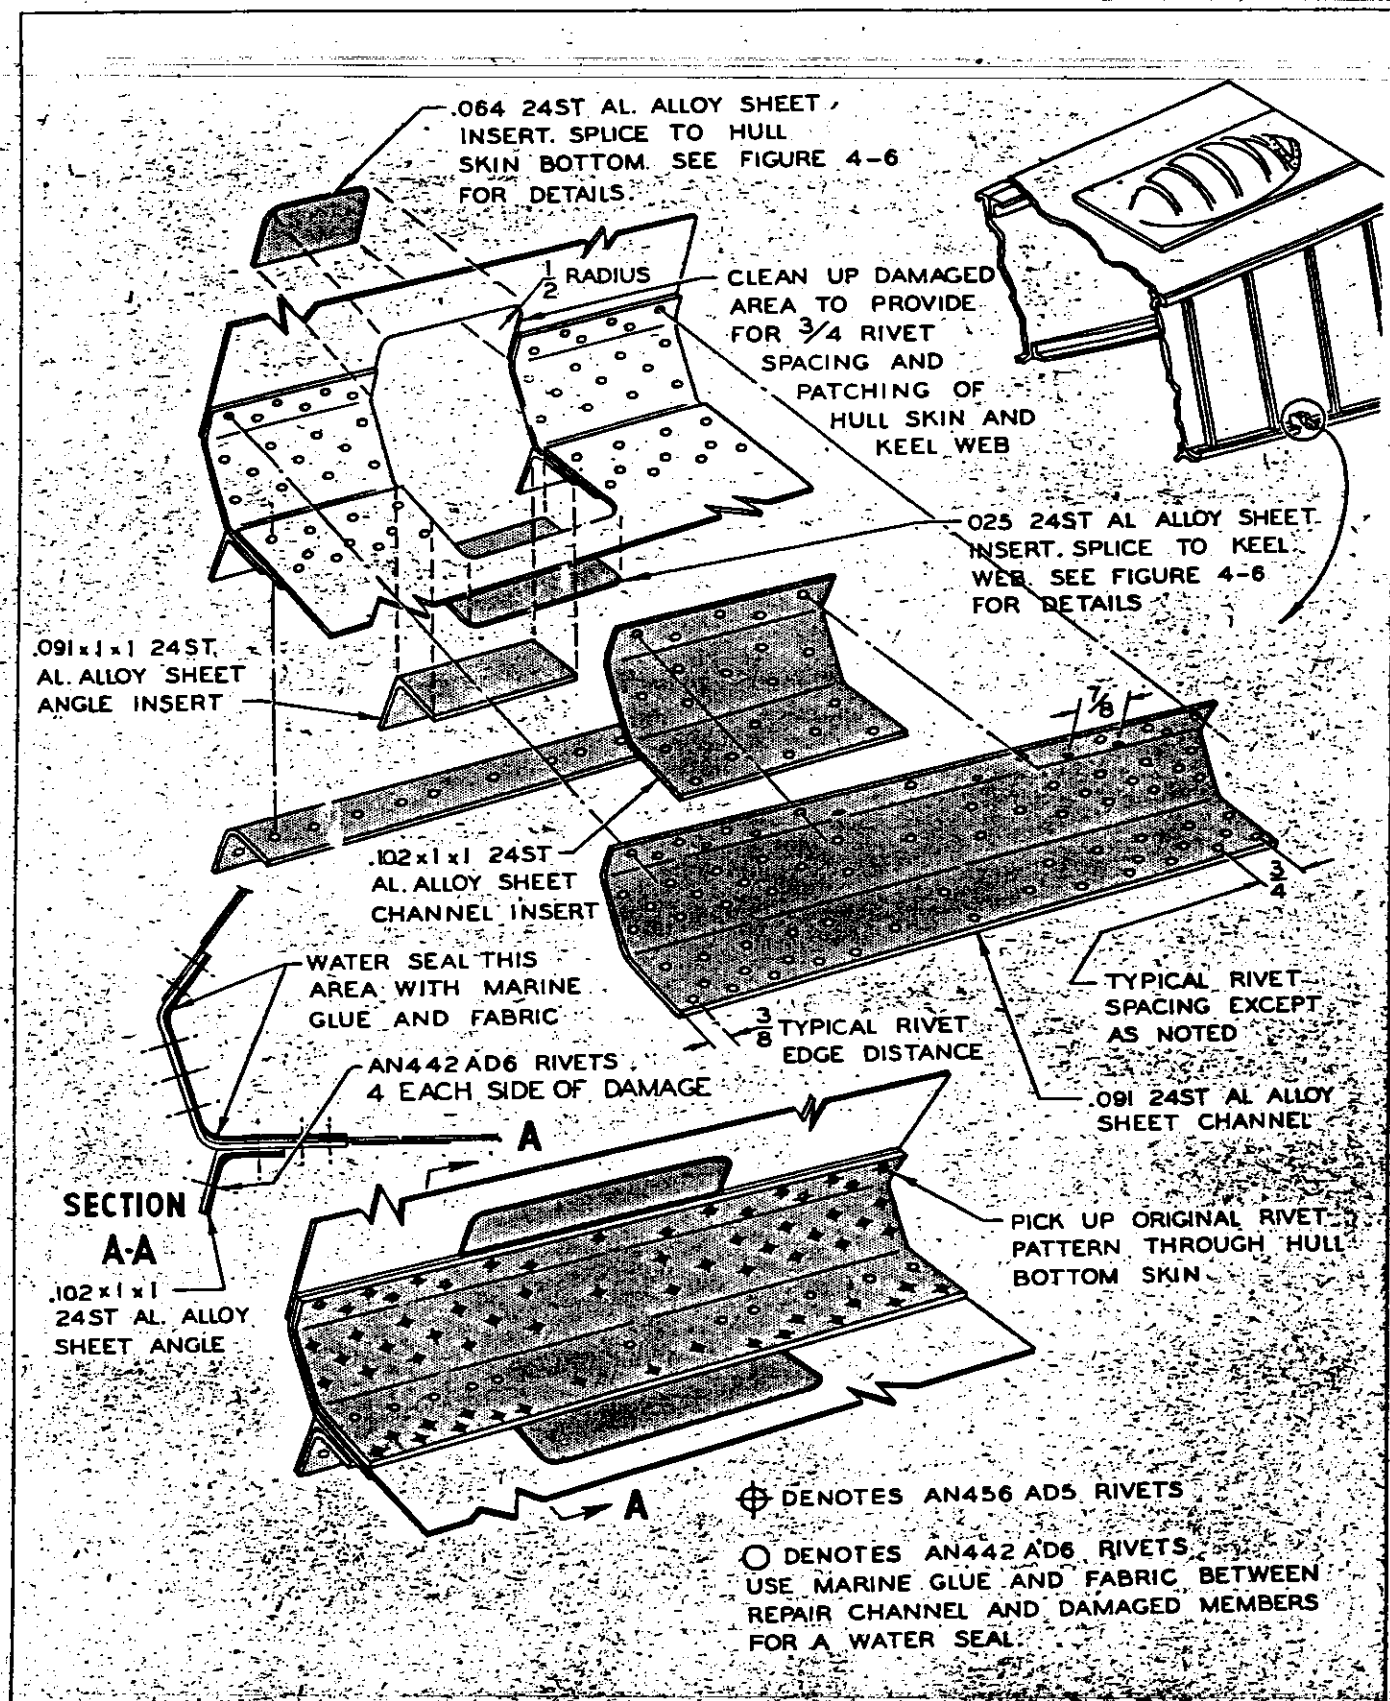 .064 24ST AL. ALLOY SHEET
INSERT. SPLICE TO HULL
SKIN BOTTOM. SEE FIGURE 4-6
FOR DETAILS.
1/2 RADIUS
CLEAN UP DAMAGED
AREA TO PROVIDE
FOR 3/4 RIVET
SPACING AND
PATCHING OF
HULL SKIN AND
KEEL WEB
025 24ST AL ALLOY SHEET
INSERT. SPLICE TO KEEL
WEB. SEE FIGURE 4-6
FOR DETAILS
.091 x 1 x 1 24ST
AL. ALLOY SHEET
ANGLE INSERT
7/8
.102 x 1 x 1 24ST
AL. ALLOY SHEET
CHANNEL INSERT
3/4
WATER SEAL THIS
AREA WITH MARINE
GLUE AND FABRIC
TYPICAL RIVET
SPACING EXCEPT
AS NOTED
3/8 TYPICAL RIVET
EDGE DISTANCE
AN442 AD6 RIVETS
4 EACH SIDE OF DAMAGE
.091 24ST AL ALLOY
SHEET CHANNEL
A
SECTION
A-A
PICK UP ORIGINAL RIVET
PATTERN THROUGH HULL
BOTTOM SKIN
.102 x 1 x 1
24ST AL. ALLOY
SHEET ANGLE
A
DENOTES AN456 AD5 RIVETS
DENOTES AN442 AD6 RIVETS
USE MARINE GLUE AND FABRIC BETWEEN
REPAIR CHANNEL AND DAMAGED MEMBERS
FOR A WATER SEAL.